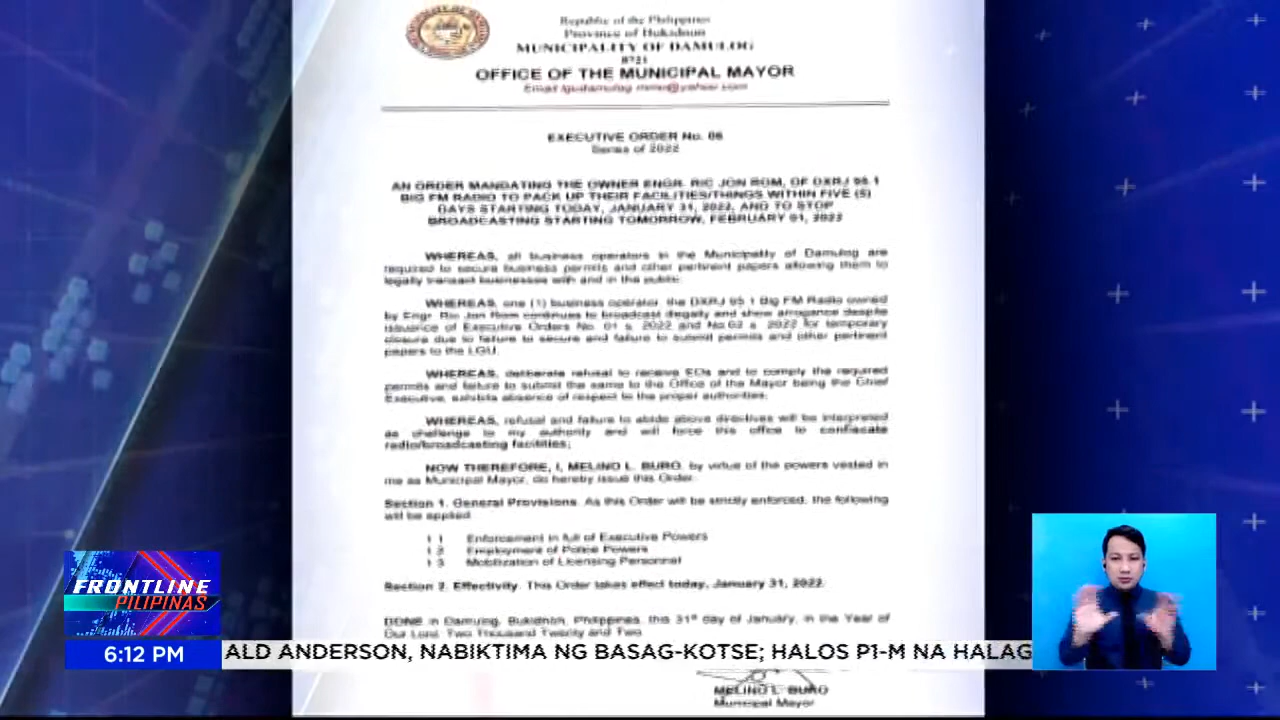 Republic of the Philippines
Province of Bukidnon
MUNICIPALITY OF DAMULOG
8721
OFFICE OF THE MUNICIPAL MAYOR
EXECUTIVE ORDER No. 06
Series of 2022
AN ORDER MANDATING THE OWNER ENGR. RIC JON ROM, OF DXRJ 95.1
BIG FM RADIO TO PACK UP THEIR FACILITIES/THINGS WITHIN FIVE (5)
DAYS STARTING TODAY, JANUARY 31, 2022, AND TO STOP
BROADCASTING STARTING TOMORROW, FEBRUARY 01, 2022
WHEREAS, all business operators in the Municipality of Damulog are
required to secure business permits and other pertinent papers allowing them to
legally transact businesses with and in the public;
WHEREAS, one (1) business operator, the DXRJ 95.1 Big FM Radio owned
by Engr. Ric Jon Rom continues to broadcast illegally and show arrogance despite
issuance of Executive Orders No. 01 s. 2022 and No.02 s. 2022 for temporary
closure due to failure to secure and failure to submit permits and other pertinent
papers to the LGU;
WHEREAS, deliberate refusal to receive EOs and to comply the required
permits and failure to submit the same to the Office of the Mayor being the Chief
Executive, exhibits absence of respect to the proper authorities;
WHEREAS, refusal and failure to abide above directives will be interpreted
as challenge to my authority and will force this office to confiscate
radio/broadcasting facilities;
NOW THEREFORE, I, MELINO L. BURO, by virtue of the powers vested in
me as Municipal Mayor, do hereby issue this Order.
Section 1. General Provisions. As this Order will be strictly enforced, the following
will be applied
1.1 Enforcement in full of Executive Powers
1.2 Employment of Police Powers
1.3 Mobilization of Licensing Personnel
Section 2. Effectivity. This Order takes effect today, January 31, 2022.
DONE in Damulog, Bukidnon, Philippines, this 31st day of January, in the Year of
Our Lord, Two Thousand Twenty and Two.
MELINO L. BURO
Municipal Mayor
FRONTLINE
PILIPINAS
6:12 PM
ALD ANDERSON, NABIKTIMA NG BASAG-KOTSE; HALOS P1-M NA HALAG